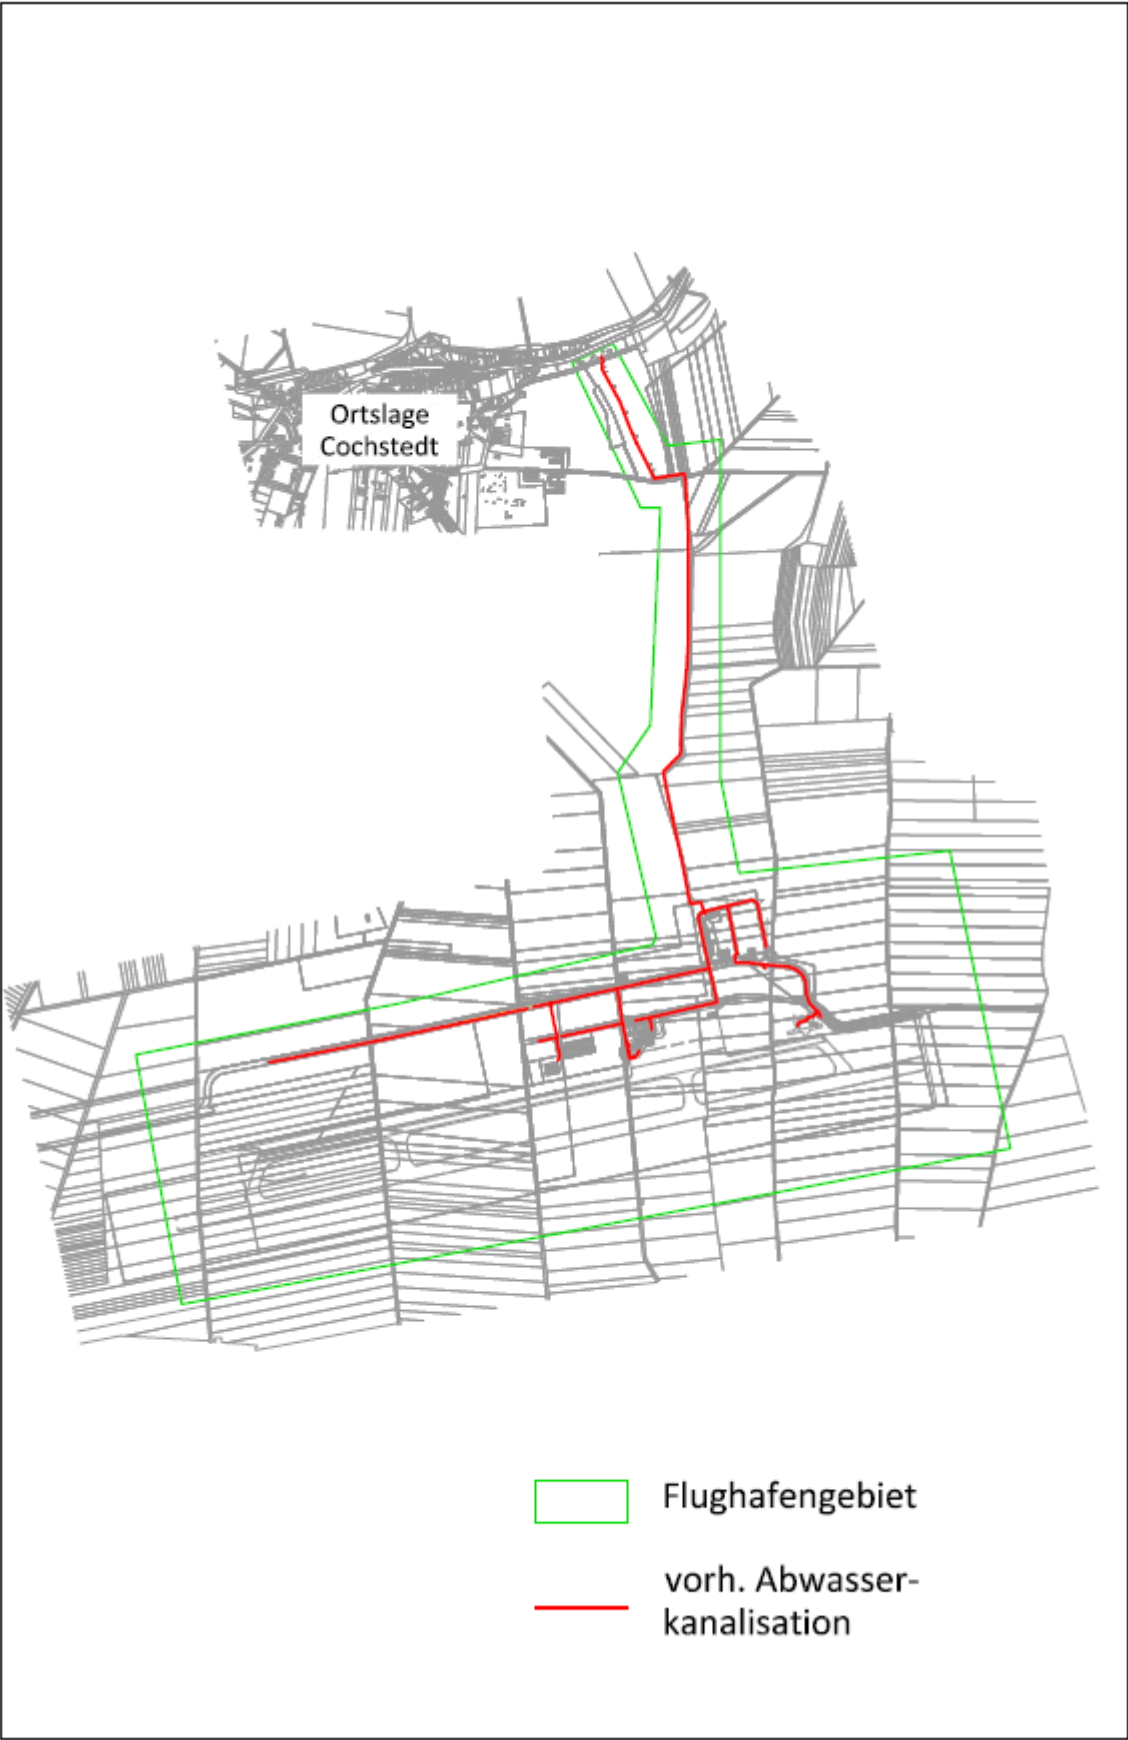 Ortslage
Cochstedt
Flughafengebiet
vorh. Abwasser-
kanalisation